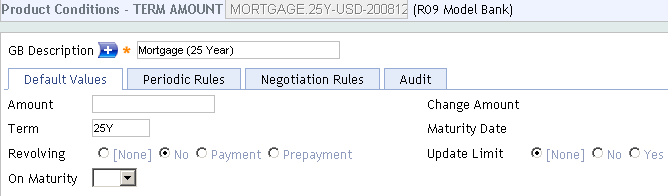 Product Conditions - TERM AMOUNT MORTGAGE.25Y-USD-200812 (R09 Model Bank)
GB Description * Mortgage (25 Year)
Default Values Periodic Rules Negotiation Rules Audit
Amount Change Amount
Term 25Y Maturity Date
Revolving [None] No Payment Prepayment Update Limit [None] No Yes
On Maturity